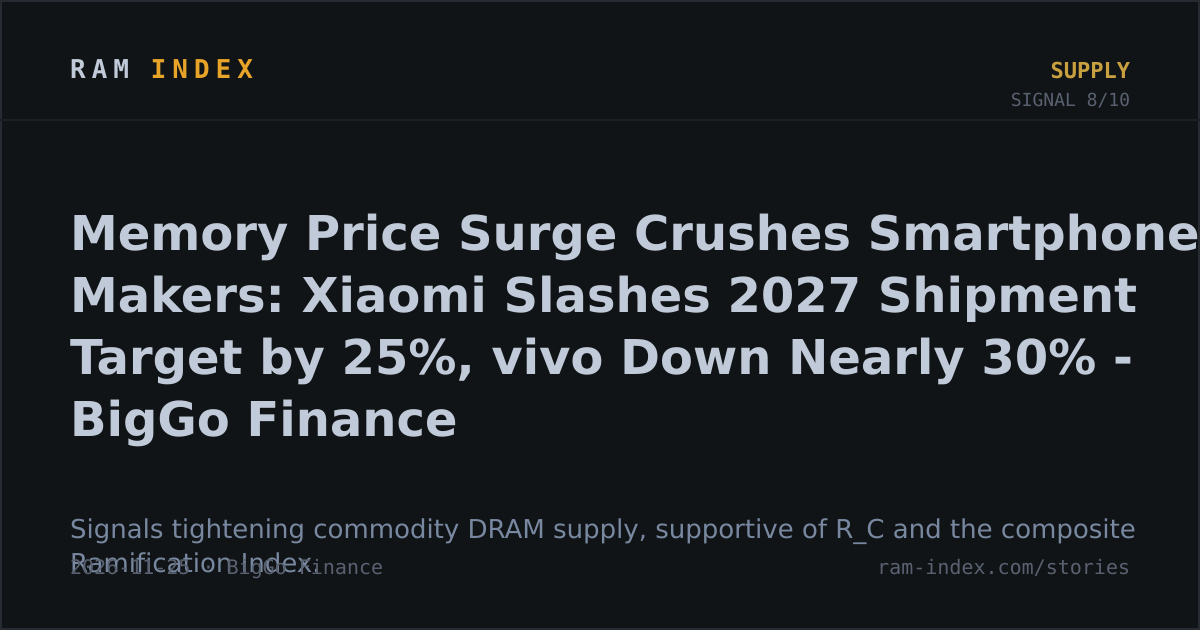 RAM INDEX
SUPPLY
SIGNAL 8/10
Memory Price Surge Crushes Smartphone
Makers: Xiaomi Slashes 2027 Shipment
Target by 25%, vivo Down Nearly 30% -
BigGo Finance
Signals tightening commodity DRAM supply, supportive of R_C and the composite
Ramification Index.
BigGo Finance
ram-index.com/stories